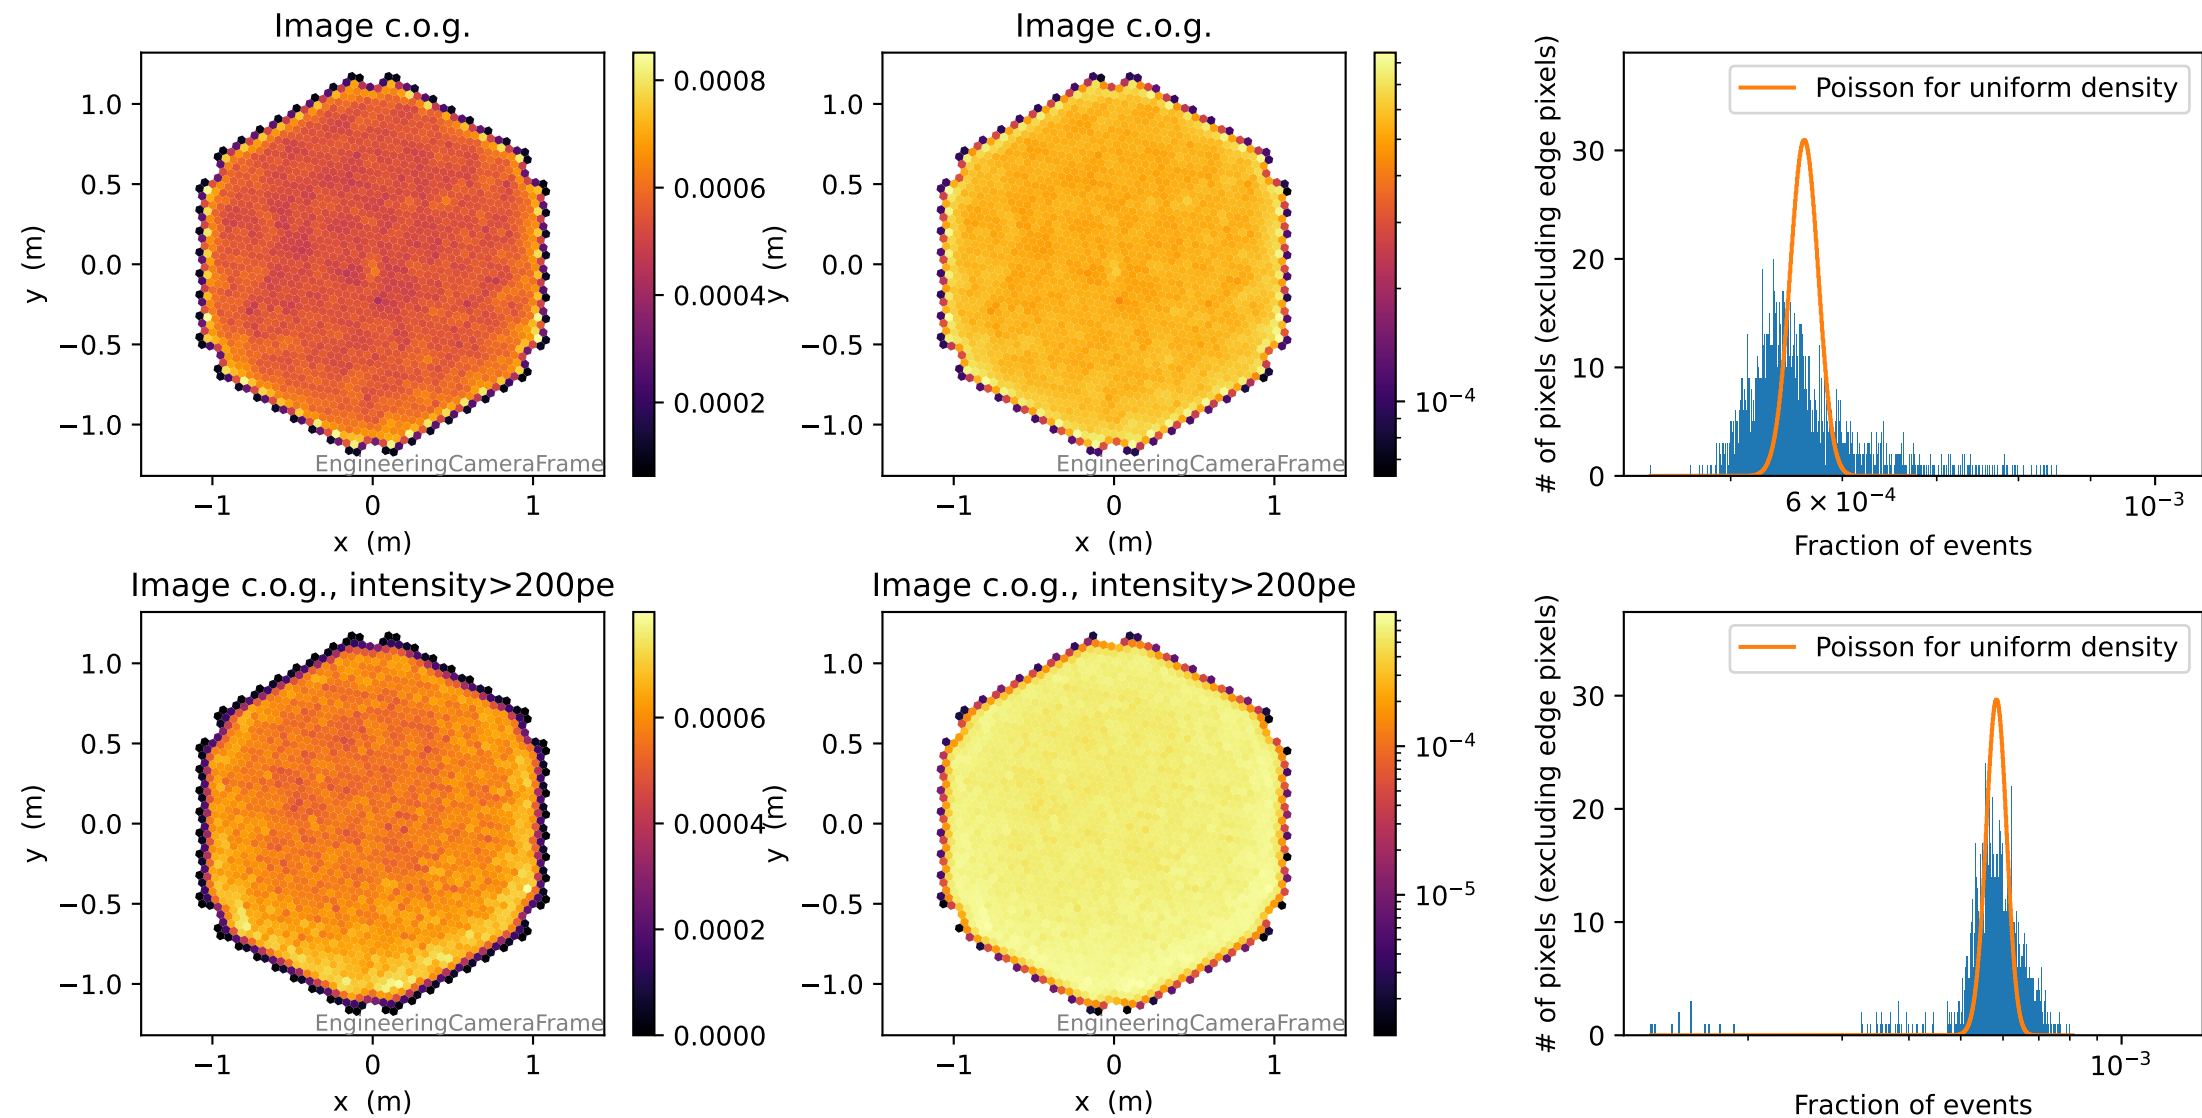 Image c.o.g.
1.0
0.5
0.0
−0.5
−1.0
−1
0
1
y (m)
x (m)
EngineeringCameraFrame
0.0008
0.0006
0.0004
0.0002
Image c.o.g.
1.0
0.5
0.0
−0.5
−1.0
−1
0
1
y (m)
x (m)
EngineeringCameraFrame
10⁻⁴
Poisson for uniform density
30
20
10
0
6 × 10⁻⁴
10⁻³
# of pixels (excluding edge pixels)
Fraction of events
Image c.o.g., intensity>200pe
1.0
0.5
0.0
−0.5
−1.0
−1
0
1
y (m)
x (m)
EngineeringCameraFrame
0.0006
0.0004
0.0002
0.0000
Image c.o.g., intensity>200pe
1.0
0.5
0.0
−0.5
−1.0
−1
0
1
y (m)
x (m)
EngineeringCameraFrame
10⁻⁴
10⁻⁵
Poisson for uniform density
30
20
10
0
10⁻³
# of pixels (excluding edge pixels)
Fraction of events